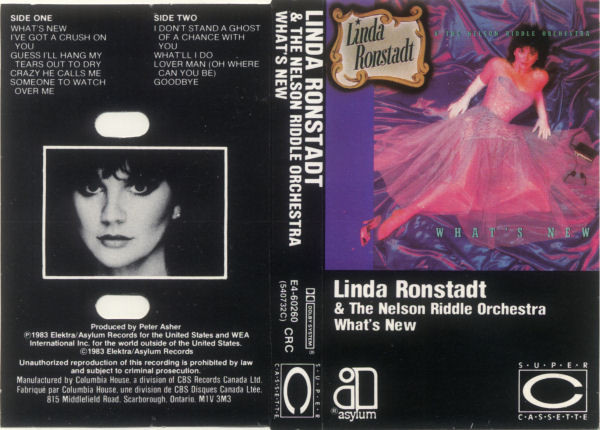 SIDE ONE
WHAT'S NEW
I'VE GOT A CRUSH ON
YOU
GUESS I'LL HANG MY
TEARS OUT TO DRY
CRAZY HE CALLS ME
SOMEONE TO WATCH
OVER ME
SIDE TWO
I DON'T STAND A GHOST
OF A CHANCE WITH
YOU
WHAT'LL I DO
LOVER MAN (OH WHERE
CAN YOU BE)
GOODBYE
Produced by Peter Asher
Ⓟ1983 Elektra/Asylum Records for the United States and WEA
International Inc. for the world outside of the United States.
©1983 Elektra/Asylum Records
Unauthorized reproduction of this recording is prohibited by law
and subject to criminal prosecution.
Manufactured by Columbia House, a division of CBS Records Canada Ltd.
Fabriqué par Columbia House, une division de CBS Disques Canada Ltée.
815 Middlefield Road, Scarborough, Ontario. M1V 3M3
LINDA RONSTADT
& THE NELSON RIDDLE ORCHESTRA
WHAT'S NEW
E4-60260
(540732C)
CRC
DOLBY SYSTEM ®
SUPER
C
CASSETTE
Linda
Ronstadt
& THE NELSON RIDDLE ORCHESTRA
WHAT'S NEW
Linda Ronstadt
& The Nelson Riddle Orchestra
What's New
® asylum
SUPER
C
CASSETTE